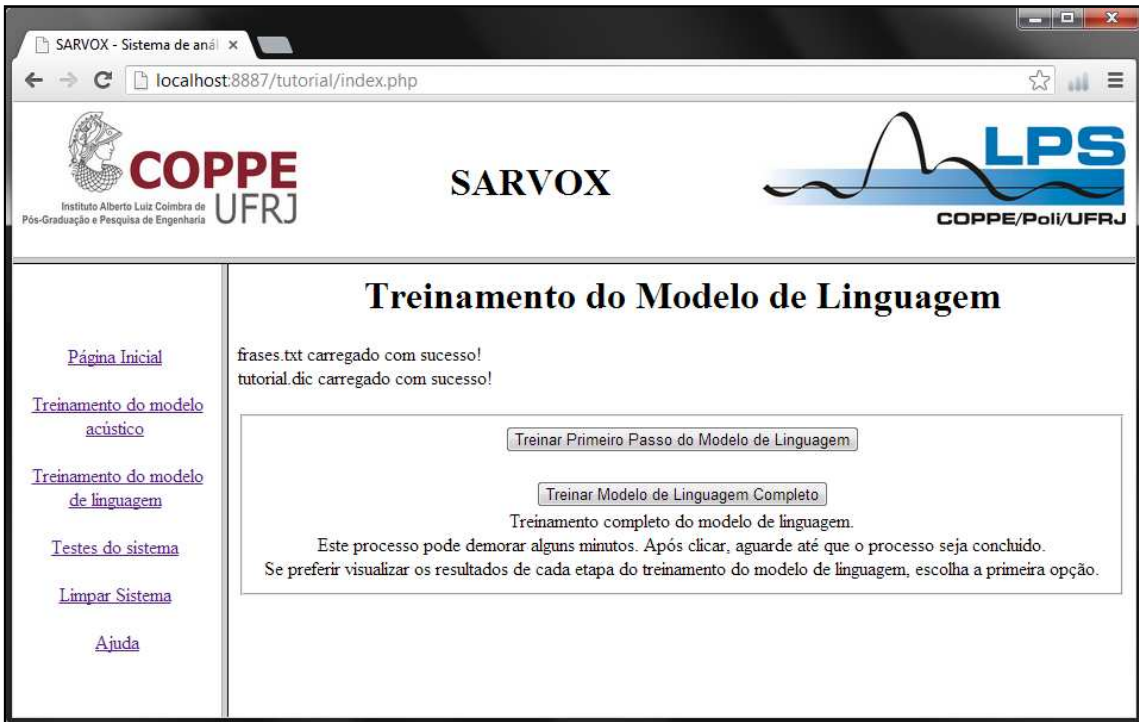 SARVOX - Sistema de anál
localhost:8887/tutorial/index.php
COPPE
UFRJ
Instituto Alberto Luiz Coimbra de
Pós-Graduação e Pesquisa de Engenharia
SARVOX
LPS
COPPE/Poli/UFRJ
Página Inicial
Treinamento do modelo
acústico
Treinamento do modelo
de linguagem
Testes do sistema
Limpar Sistema
Ajuda
Treinamento do Modelo de Linguagem
frases.txt carregado com sucesso!
tutorial.dic carregado com sucesso!
Treinar Primeiro Passo do Modelo de Linguagem
Treinar Modelo de Linguagem Completo
Treinamento completo do modelo de linguagem.
Este processo pode demorar alguns minutos. Após clicar, aguarde até que o processo seja concluido.
Se preferir visualizar os resultados de cada etapa do treinamento do modelo de linguagem, escolha a primeira opção.